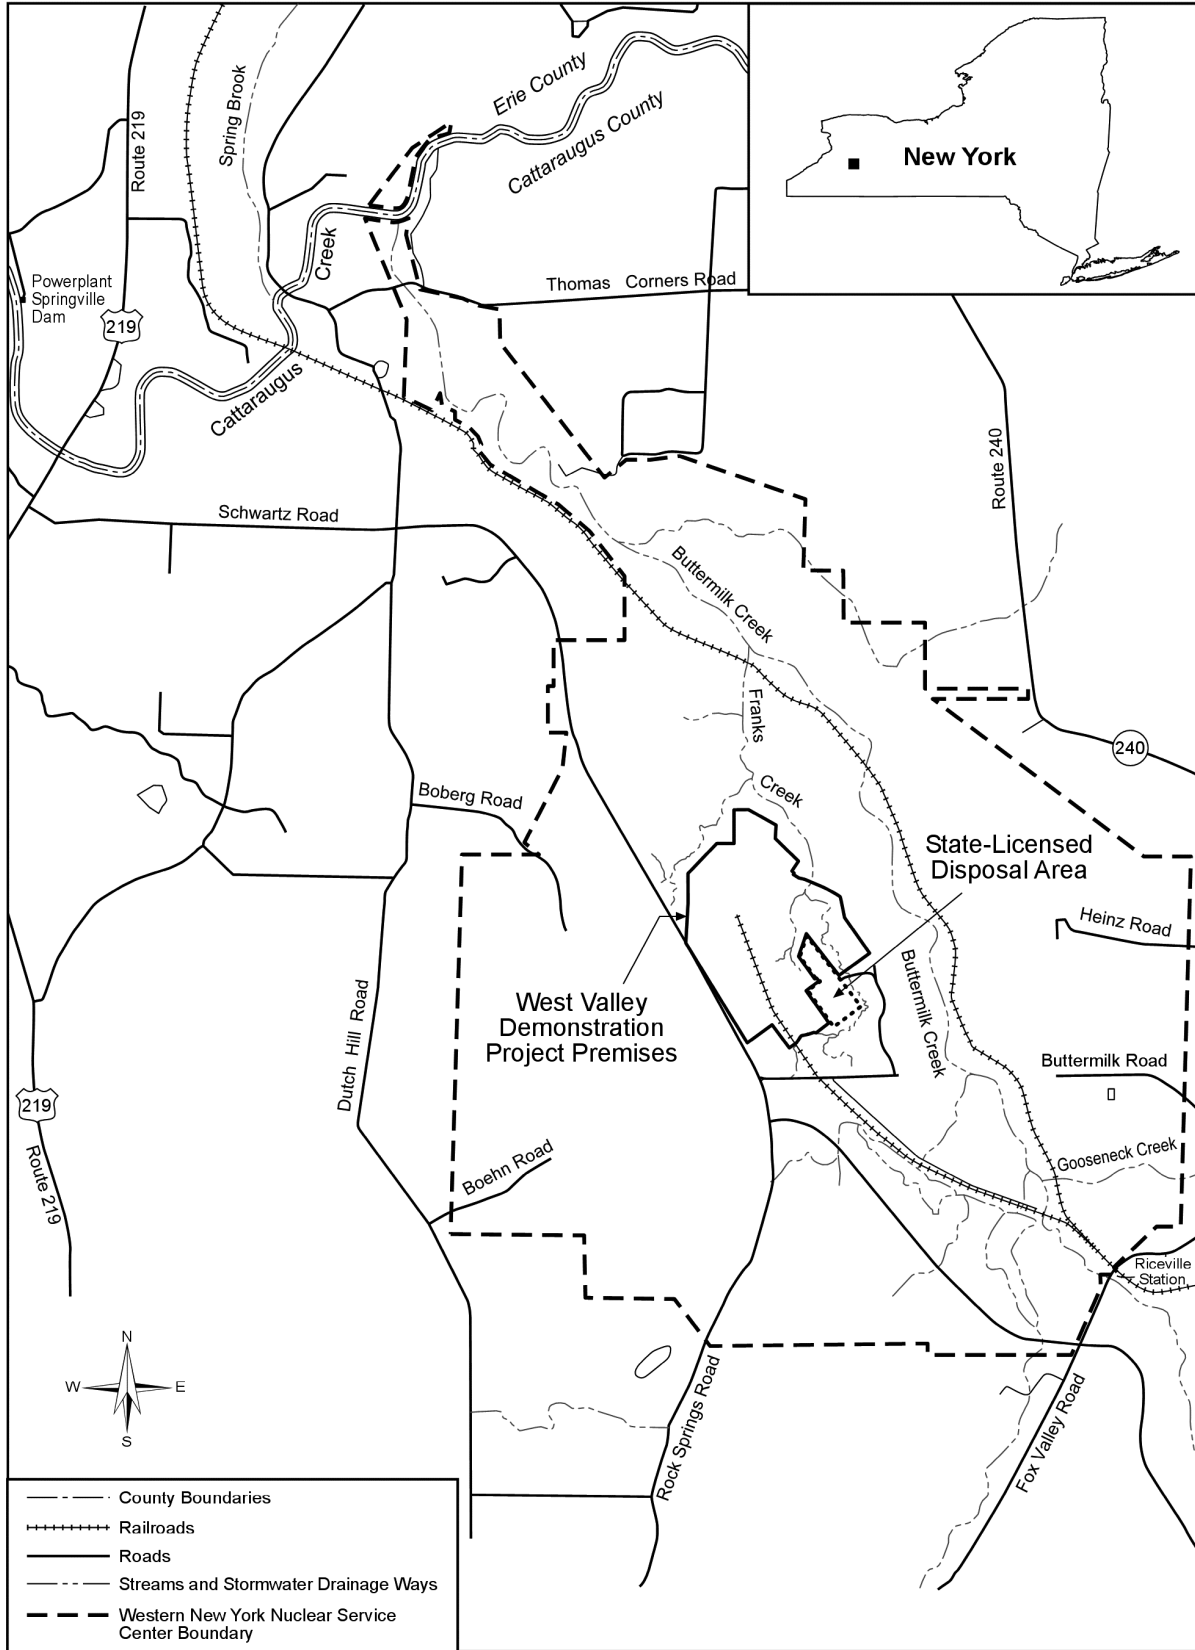 Erie County
Cattaraugus County
New York
Spring Brook
Route 219
Creek
Powerplant
Springville
Dam
219
Thomas Corners Road
Cattaraugus
Route 240
Schwartz Road
Buttermilk Creek
Franks
Creek
240
Boberg Road
State-Licensed
Disposal Area
Heinz Road
West Valley
Demonstration
Project Premises
Buttermilk Creek
Dutch Hill Road
Buttermilk Road
219
Route 219
Boehn Road
Gooseneck Creek
Riceville
Station
N
W
E
S
Rock Springs Road
Fox Valley Road
County Boundaries
Railroads
Roads
Streams and Stormwater Drainage Ways
Western New York Nuclear Service
Center Boundary